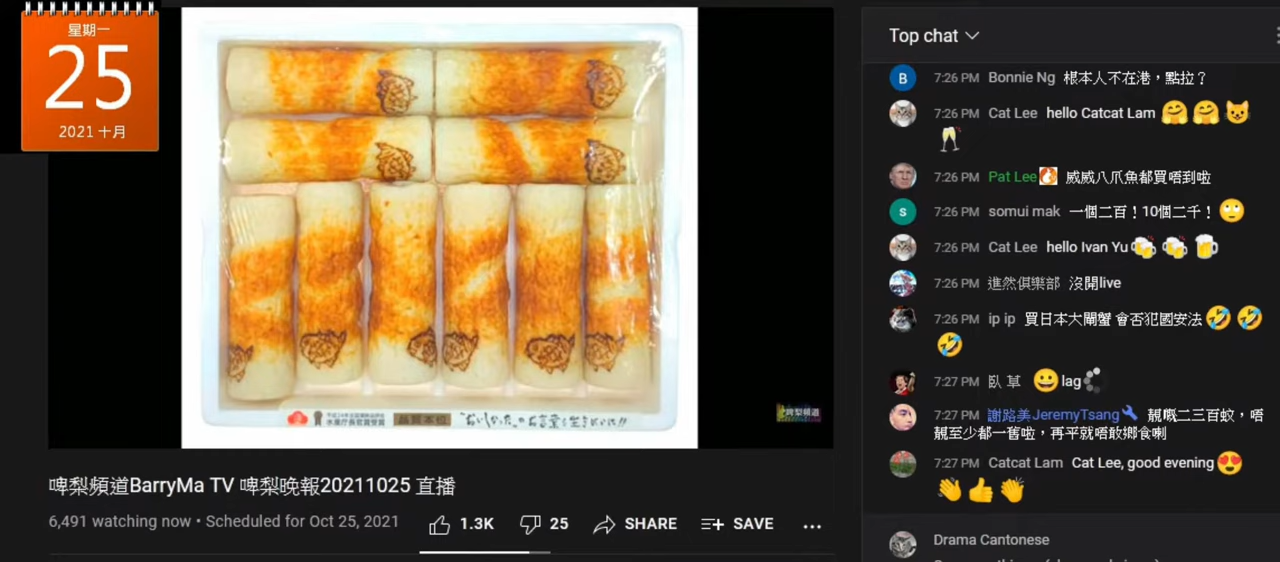 星期一
25
2021 十月
品質本位
啤梨頻道
啤梨頻道BarryMa TV 啤梨晚報20211025 直播
6,491 watching now • Scheduled for Oct 25, 2021
1.3K
25
SHARE
SAVE
Top chat
B
7:26 PM Bonnie Ng 根本人不在港，點拉？
7:26 PM Cat Lee hello Catcat Lam 🤗 🤗 😺
🥂
7:26 PM Pat Lee 威威八爪魚都買唔到啦
s
7:26 PM somui mak 一個二百！10個二千！🙄
7:26 PM Cat Lee hello Ivan Yu 🍻 🍻 🍺
7:26 PM 進然俱樂部 沒開live
7:26 PM ip ip 買日本大閘蟹 會否犯國安法 🤣 🤣
🤣
7:27 PM 臥 草 😀 lag
7:27 PM 謝路美JeremyTsang 靚嘅二三百蚊，唔
靚至少都一舊啦，再平就唔敢鄉食喇
7:27 PM Catcat Lam Cat Lee, good evening 😍
👏 👍 👏
Drama Cantonese